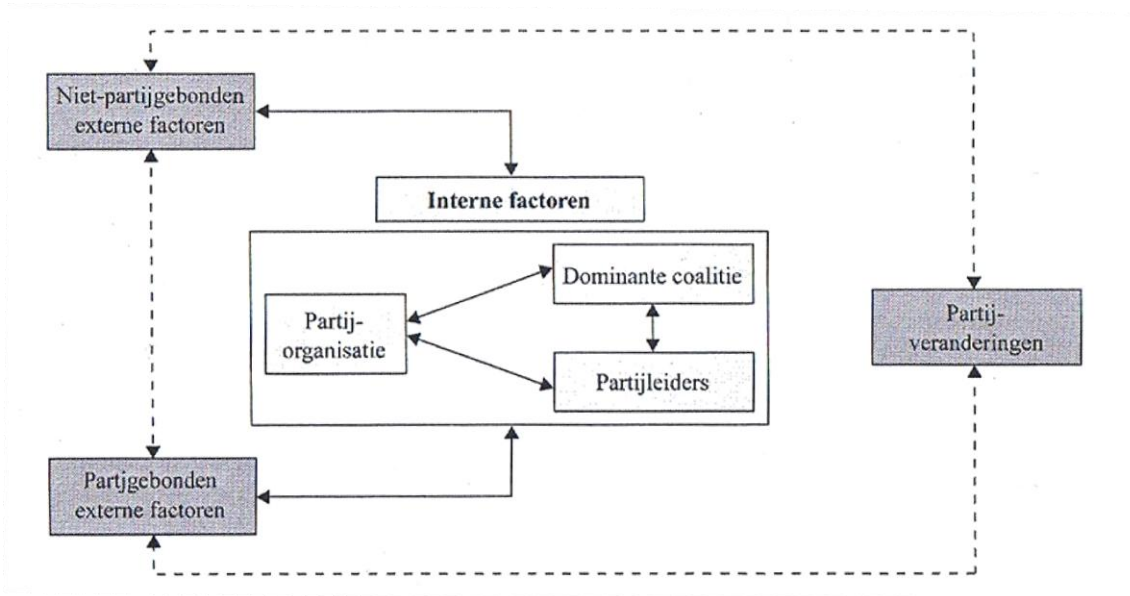 Niet-partijgebonden
externe factoren
Interne factoren
Dominante coalitie
Partij-
organisatie
Partijleiders
Partij-
veranderingen
Partjgebonden
externe factoren